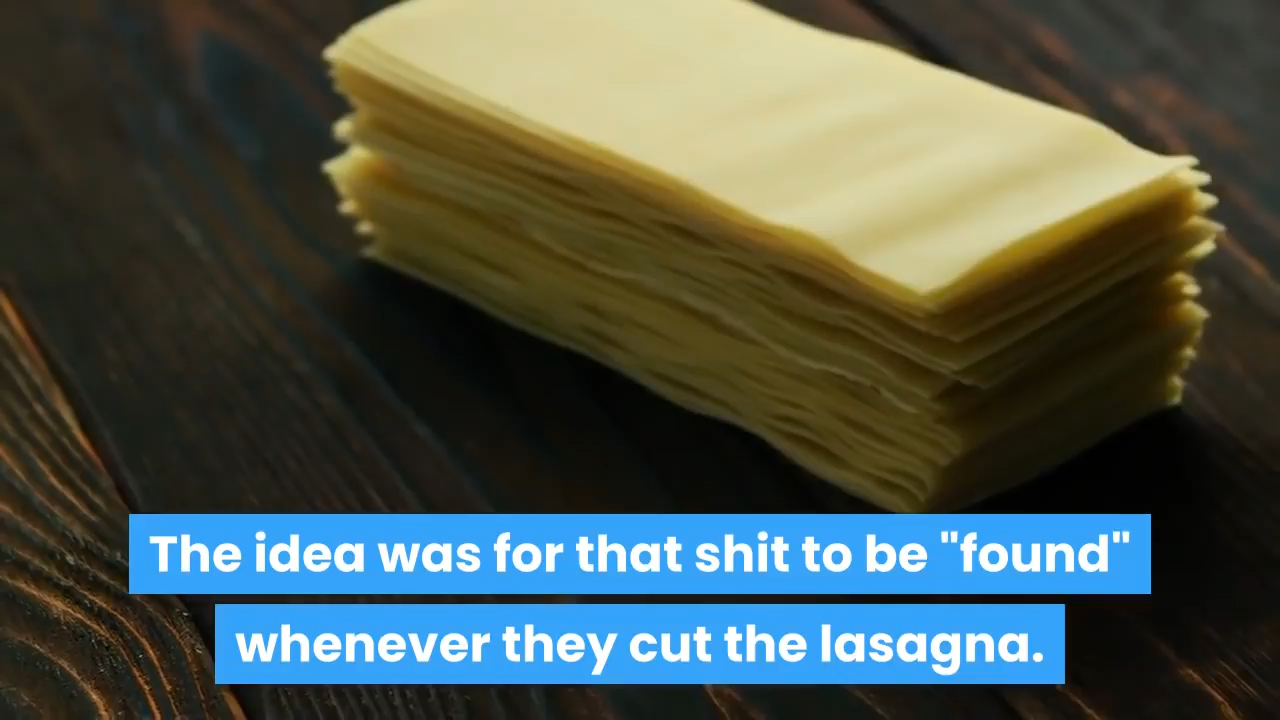 The idea was for that shit to be "found"
whenever they cut the lasagna.